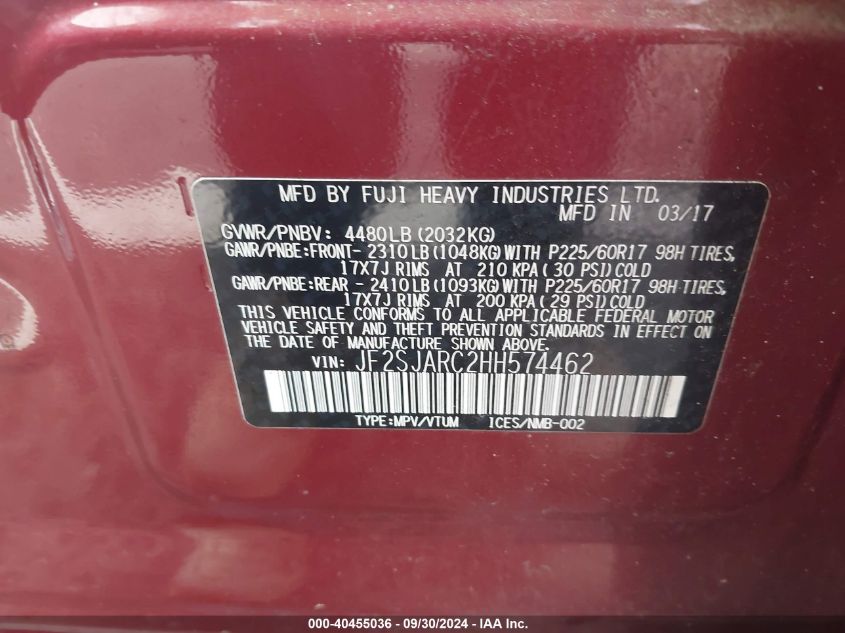 MFD BY FUJI HEAVY INDUSTRIES LTD.
MFD IN 03/17
GVWR/PNBV: 4480LB(2032KG)
GAWR/PNBE:FRONT- 2310LB(1048KG)WITH P225/60R17 98H TIRES,
17X7J RIMS AT 210 KPA( 30 PSI)COLD
GAWR/PNBE:REAR - 2410LB(1093KG)WITH P225/60R17 98H TIRES,
17X7J RIMS AT 200 KPA( 29 PSI)COLD
THIS VEHICLE CONFORMS TO ALL APPLICABLE FEDERAL MOTOR
VEHICLE SAFETY AND THEFT PREVENTION STANDARDS IN EFFECT ON
THE DATE OF MANUFACTURE SHOWN ABOVE.
VIN: JF2SJARC2HH574462
TYPE:MPV/VTUM ICES/NMB-002
000-40455036 - 09/30/2024 - IAA Inc.